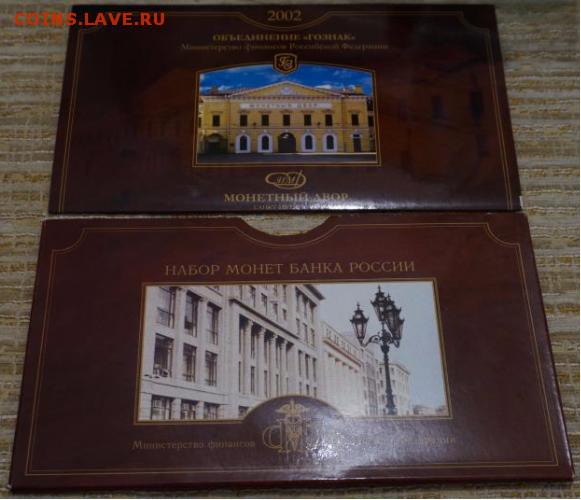 COINS.LAVE.RU
2002
ОБЪЕДИНЕНИЕ «ГОЗНАК»
Министерство финансов Российской Федерации
МОНЕТНЫЙ ДВОР
МОНЕТНЫЙ ДВОР
НАБОР МОНЕТ БАНКА РОССИИ
Министерство финансов